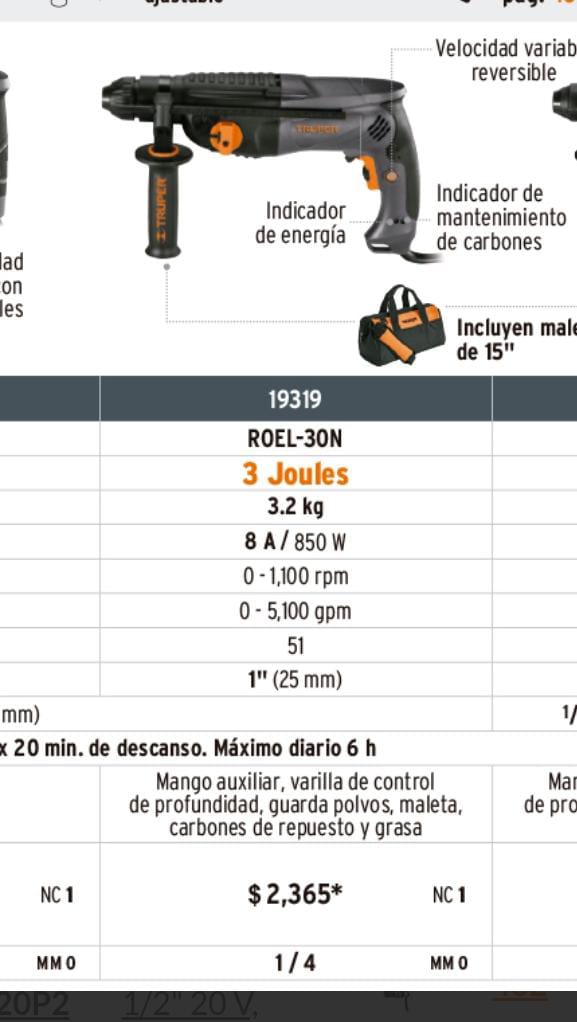 ajustable
pág.
Velocidad variab
reversible
TRUPER
TRUPER
Indicador
de energía
Indicador de
mantenimiento
de carbones
dad
con
les
Incluyen male
de 15"
19319
ROEL-30N
3 Joules
3.2 kg
8 A / 850 W
0 - 1,100 rpm
0 - 5,100 gpm
51
1" (25 mm)
mm) 1/
x 20 min. de descanso. Máximo diario 6 h
Mango auxiliar, varilla de control
de profundidad, guarda polvos, maleta,
carbones de repuesto y grasa
Mar
de pro
NC 1 $ 2,365* NC 1
MM 0 1 / 4 MM 0
20P2 1/2" 20 V,